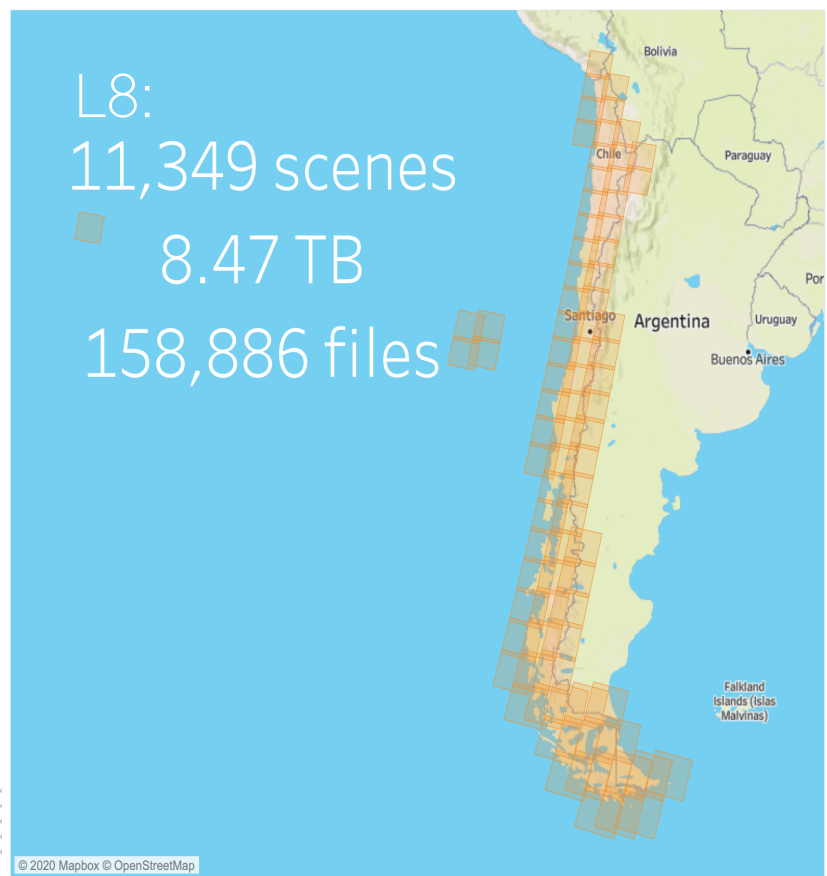 L8:
11,349 scenes
8.47 TB
158,886 files
Bolivia
Chile
Paraguay
Por
Santiago
Argentina
Uruguay
Buenos Aires
Falkland
Islands (Islas
Malvinas)
© 2020 Mapbox © OpenStreetMap